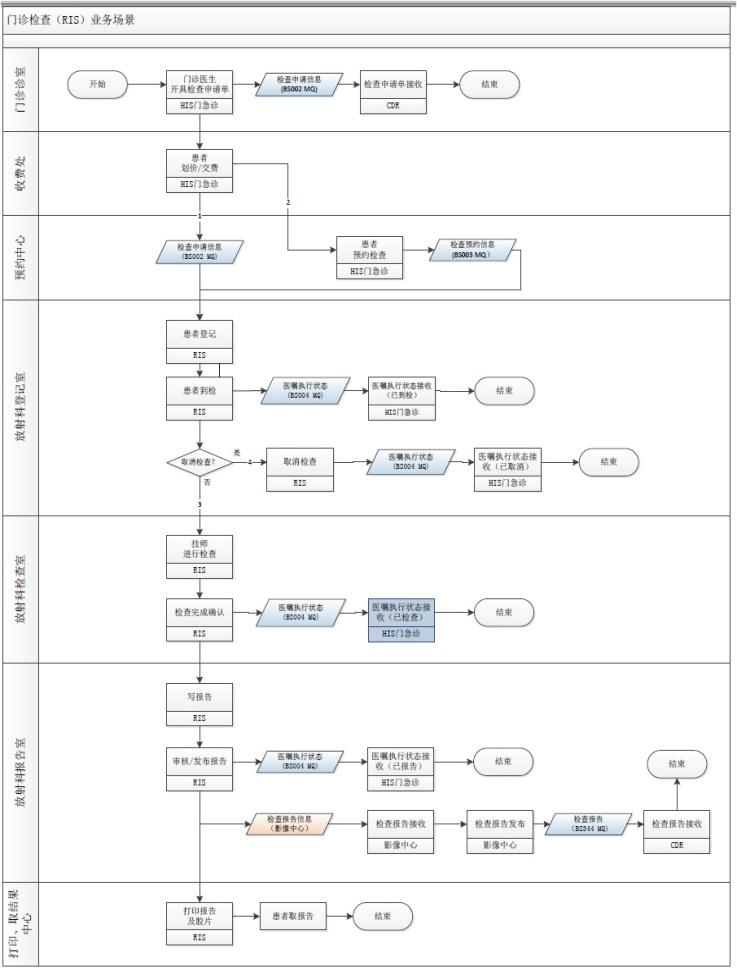 门诊检查（RIS）业务场景
门诊诊室
开始
门诊医生
开具检查申请单
HIS门急诊
检查申请信息
(BS002 MQ)
检查申请单接收
CDR
结束
收费处
患者
划价/交费
HIS门急诊
1
2
预约中心
检查申请信息
(BS002 MQ)
患者
预约检查
HIS门急诊
检查预约信息
(BS003 MQ)
放射科登记室
患者登记
RIS
患者到检
RIS
医嘱执行状态
(BS004 MQ)
医嘱执行状态接收
（已到检）
HIS门急诊
结束
取消检查?
是
4
否
3
取消检查
RIS
医嘱执行状态
(BS004 MQ)
医嘱执行状态接
收（已取消）
HIS门急诊
结束
放射科检查室
技师
进行检查
RIS
检查完成确认
RIS
医嘱执行状态
(BS004 MQ)
医嘱执行状态接
收（已检查）
HIS门急诊
结束
放射科报告室
写报告
RIS
审核/发布报告
RIS
医嘱执行状态
(BS004 MQ)
医嘱执行状态接
收（已报告）
HIS门急诊
结束
结束
检查报告信息
（影像中心）
检查报告接收
影像中心
检查报告发布
影像中心
检查报告
(BS344 MQ)
检查报告接收
CDR
打印、取结果
中心
打印报告
及胶片
RIS
患者取报告
结束